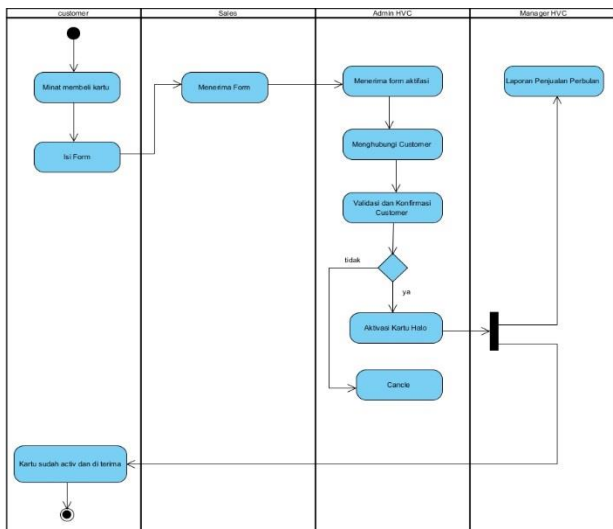 customer
Sales
Admin HVC
Manager HVC
Minat membeli kartu
Menerima Form
Menerima form aktifasi
Laporan Penjualan Perbulan
Isi Form
Menghubungi Customer
Validasi dan Konfirmasi
Customer
tidak
ya
Aktivasi Kartu Halo
Cancle
Kartu sudah activ dan di terima